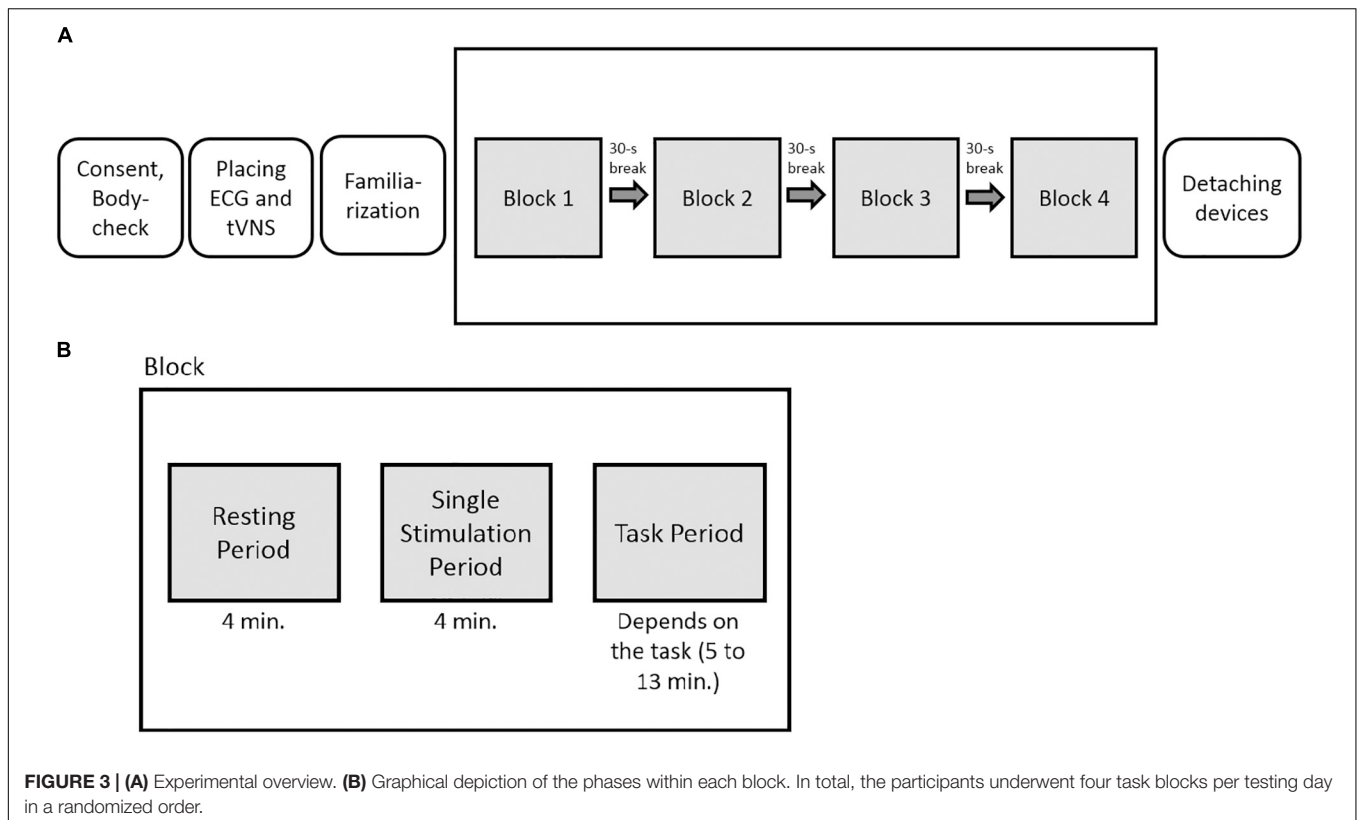 A
Consent,
Body-
check
Placing
ECG and
tVNS
Familia-
rization
Block 1
30-s
break
Block 2
30-s
break
Block 3
30-s
break
Block 4
Detaching
devices
B
Block
Resting
Period
4 min.
Single
Stimulation
Period
4 min.
Task Period
Depends on
the task (5 to
13 min.)
FIGURE 3 | (A) Experimental overview. (B) Graphical depiction of the phases within each block. In total, the participants underwent four task blocks per testing day
in a randomized order.